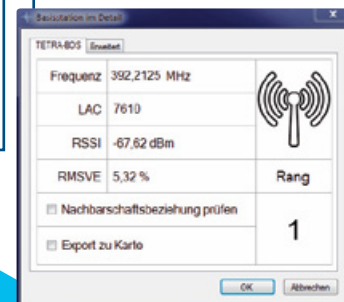 Basisstation im Detail
TETRA-BOS Erweitert
Frequenz 392,2125 MHz
LAC 7610
RSSI -67,62 dBm
RMSVE 5,32 %
Rang
Nachbarschaftsbeziehung prüfen
1
Export zu Karte
OK Abbrechen